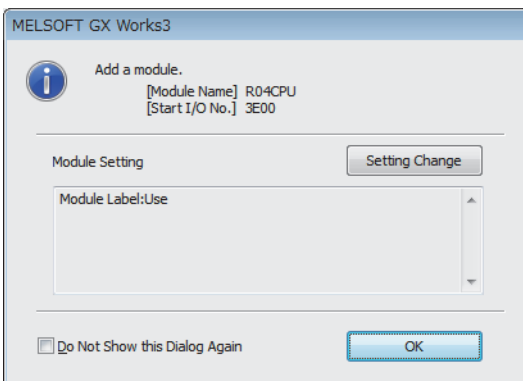 MELSOFT GX Works3
Add a module.
[Module Name] R04CPU
[Start I/O No.] 3E00
Module Setting
Setting Change
Module Label:Use
Do Not Show this Dialog Again
OK